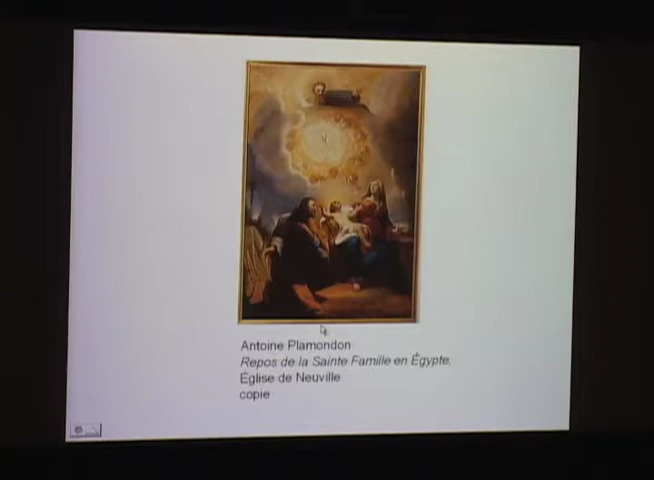 Antoine Plamondon
Repos de la Sainte Famille en Égypte,
Église de Neuville
copie